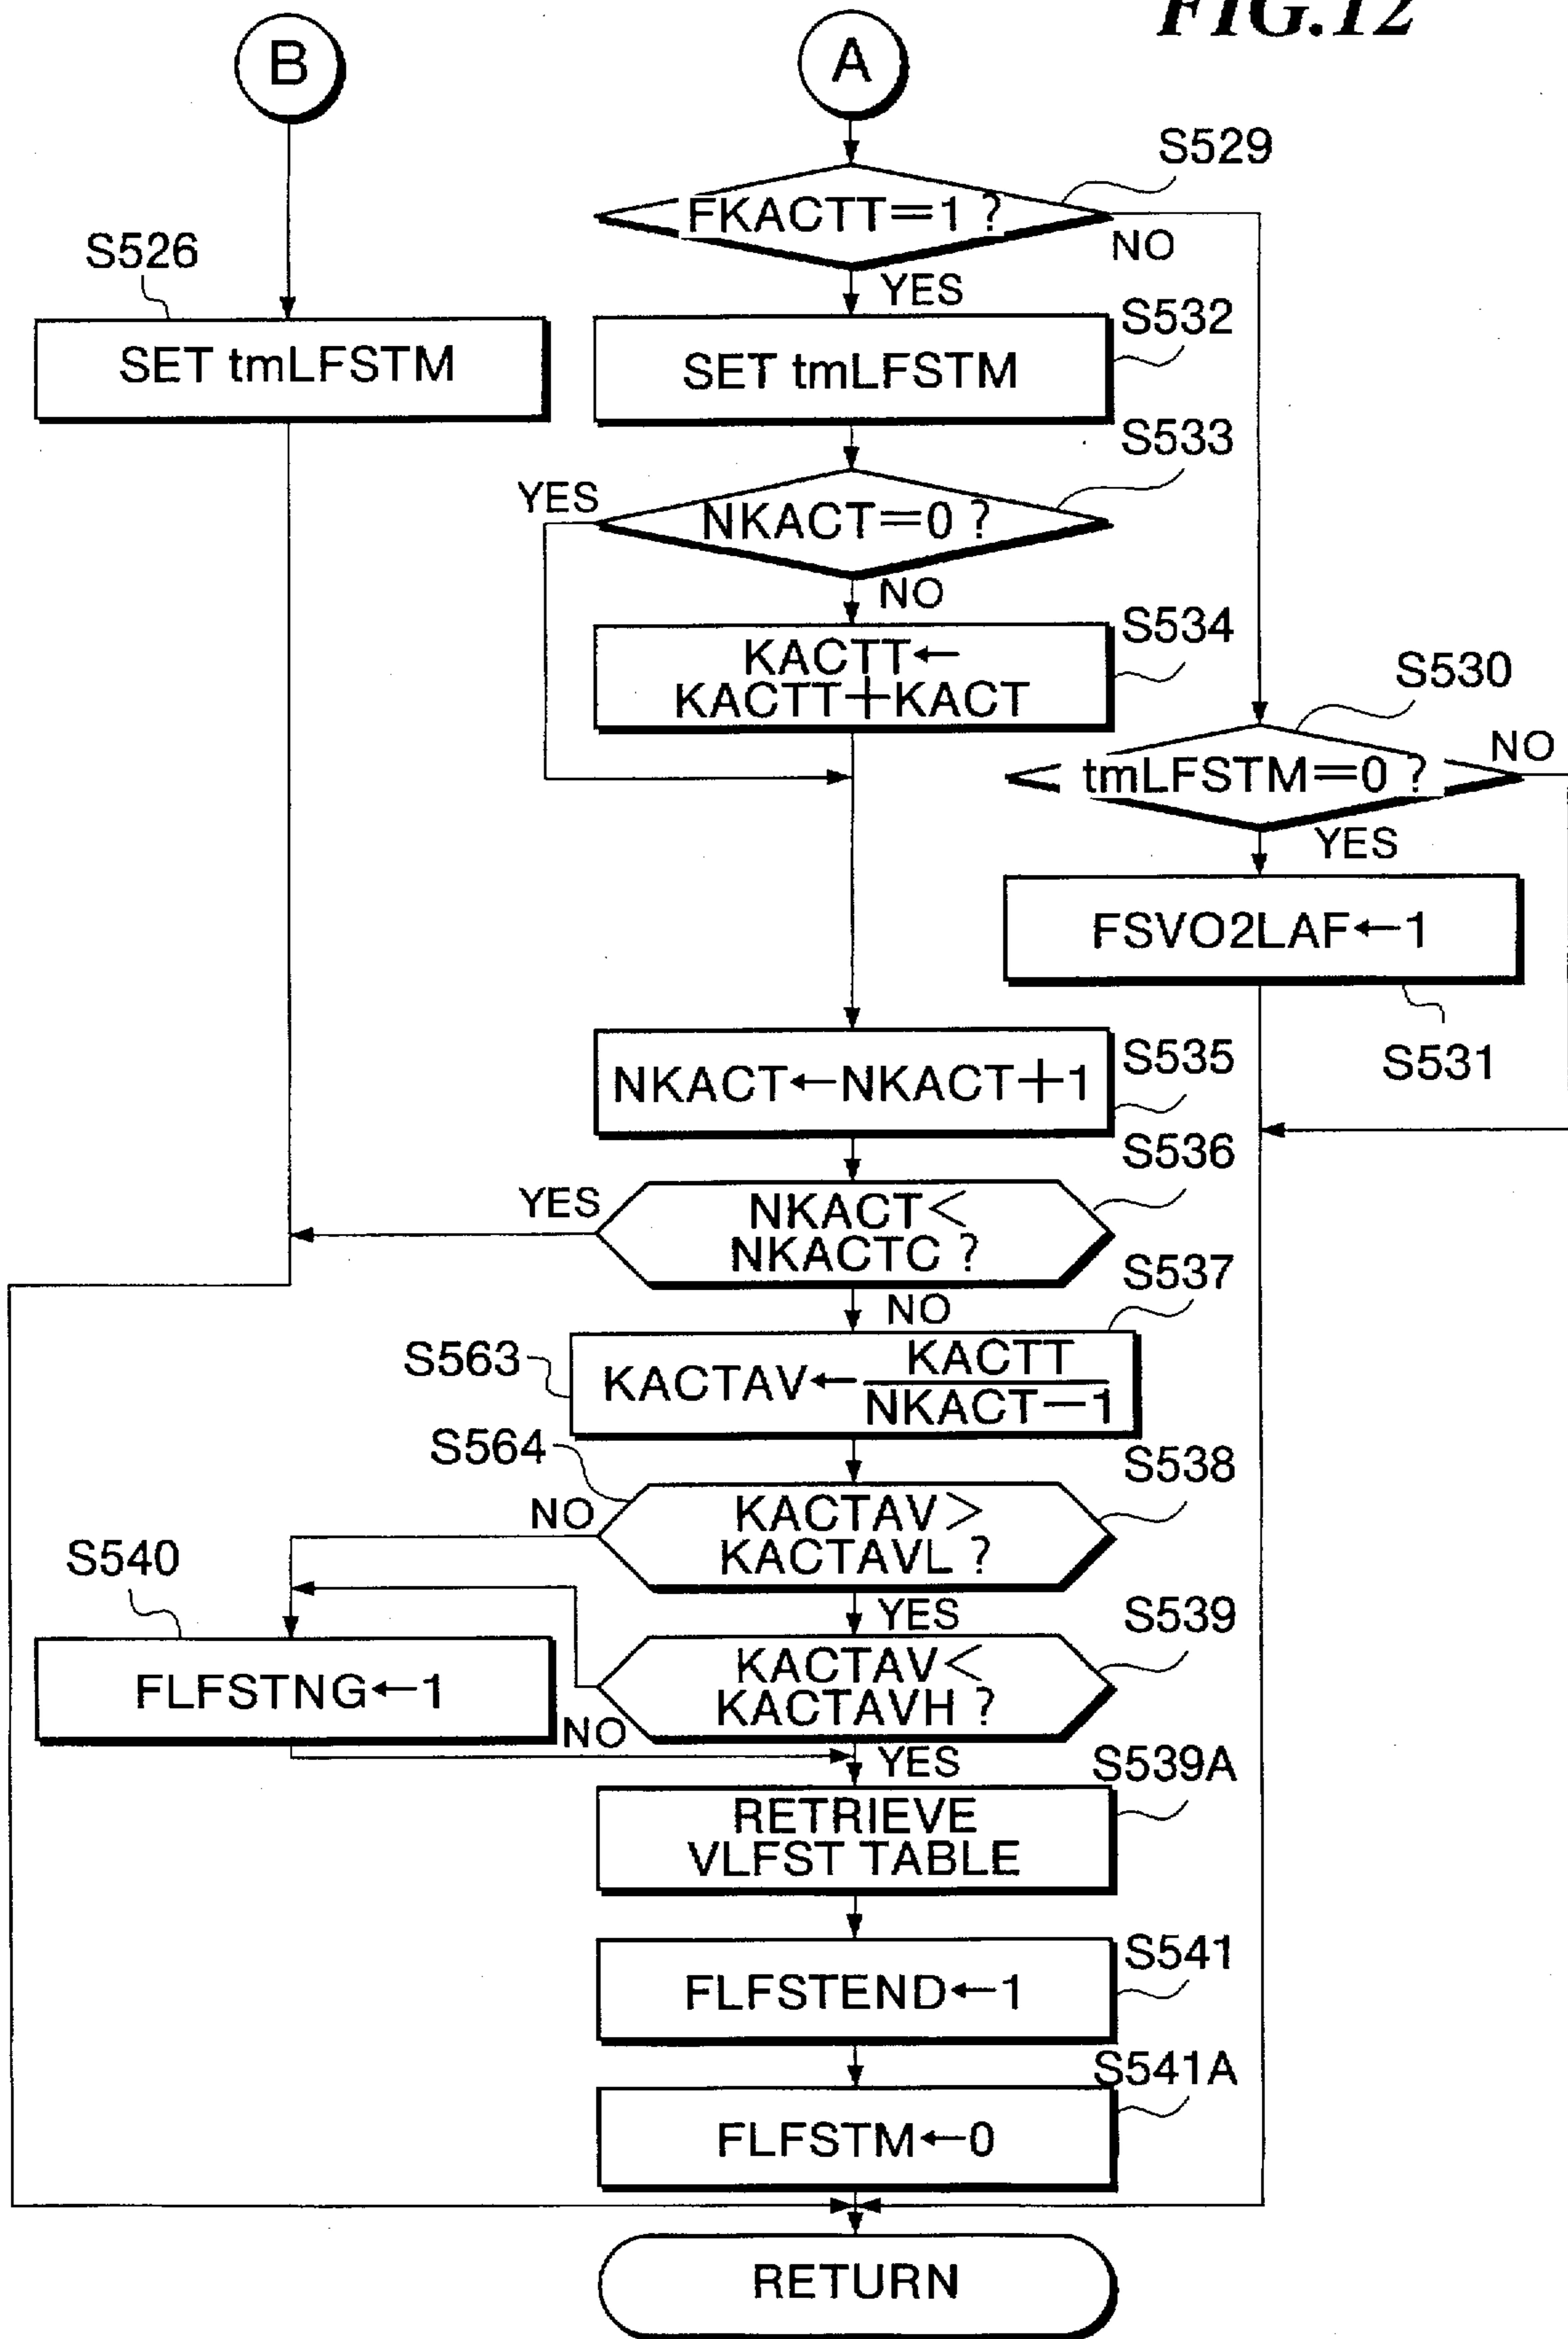 FIG.12
B
A
S529
FKACTT=1 ?
NO
S526
YES
S532
SET tmLFSTM
SET tmLFSTM
S533
YES
NKACT=0 ?
NO
S534
KACTT←
KACTT+KACT
S530
NO
tmLFSTM=0 ?
YES
FSVO2LAF←1
S531
S535
NKACT←NKACT+1
S536
YES
NKACT<
NKACTC ?
S537
NO
S563
KACTAV← KACTT
NKACT−1
S564
S538
NO
KACTAV>
KACTAVL ?
S540
YES
S539
KACTAV<
KACTAVH ?
FLFSTNG←1
NO
YES
S539A
RETRIEVE
VLFST TABLE
S541
FLFSTEND←1
S541A
FLFSTM←0
RETURN